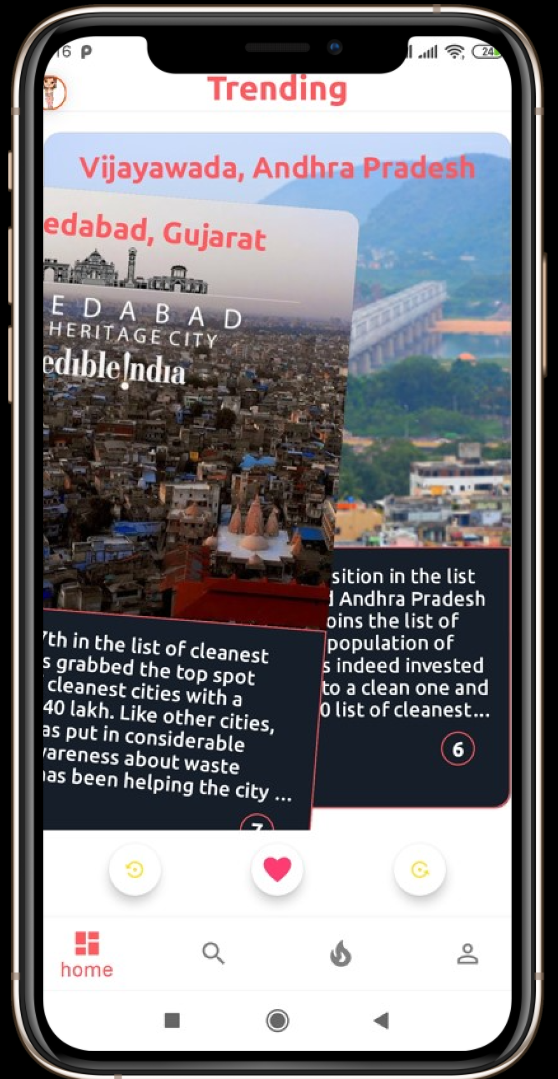 16
24
Trending
Vijayawada, Andhra Pradesh
edabad, Gujarat
E D A B A D
HERITAGE CITY
edible!ndia
7th in the list of cleanest
s grabbed the top spot
cleanest cities with a
40 lakh. Like other cities,
as put in considerable
vareness about waste
has been helping the city ...
7
sition in the list
d Andhra Pradesh
oins the list of
population of
s indeed invested
to a clean one and
0 list of cleanest...
6
home